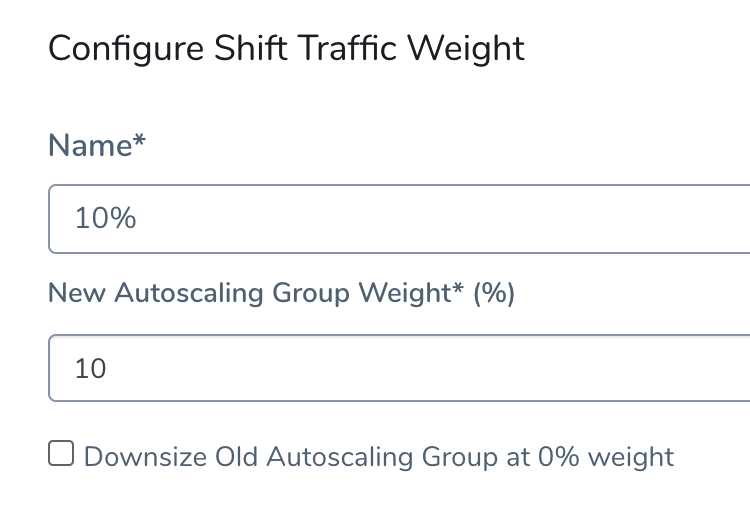 Configure Shift Traffic Weight
Name*
10%
New Autoscaling Group Weight* (%)
10
Downsize Old Autoscaling Group at 0% weight